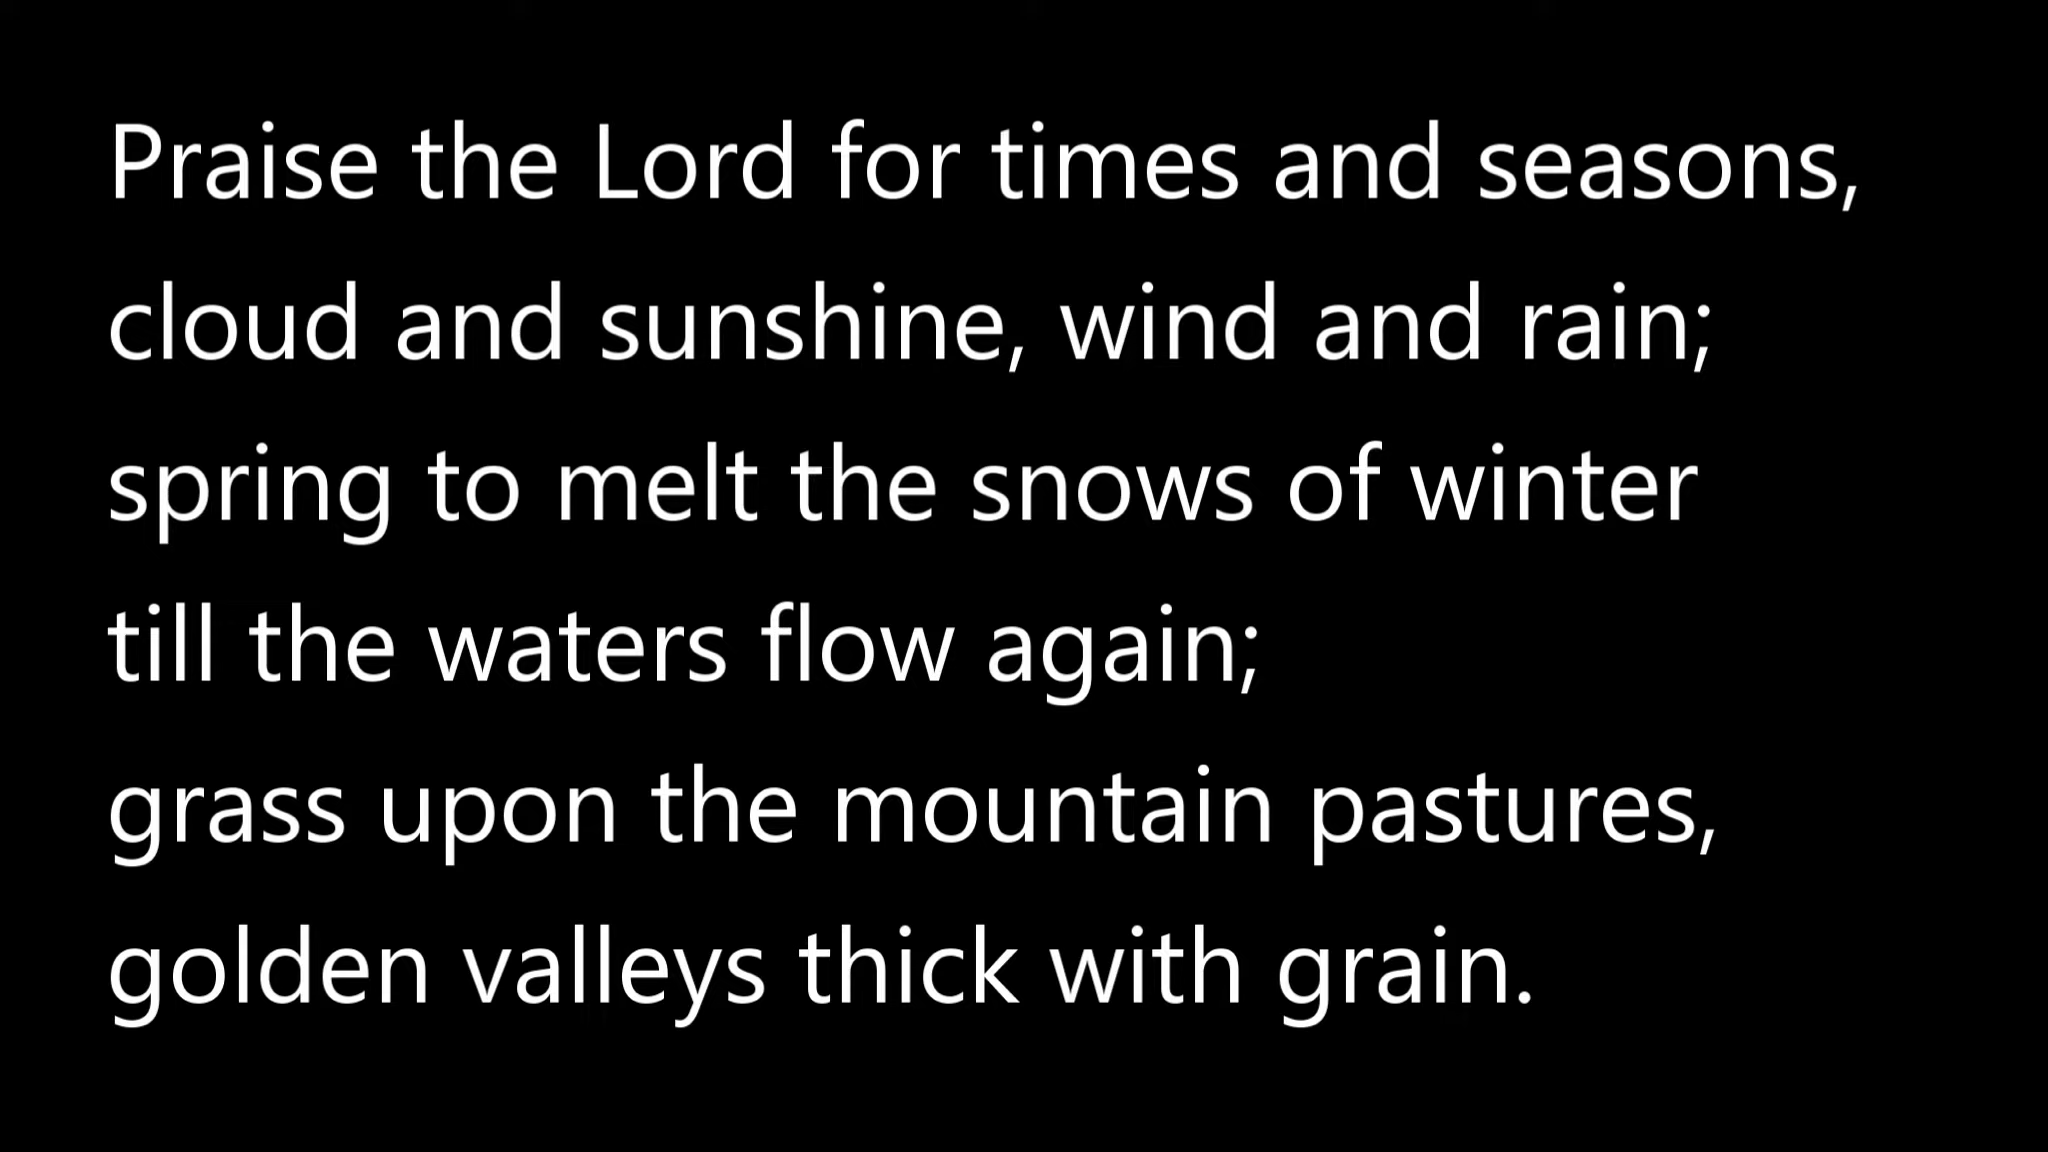 Praise the Lord for times and seasons,
cloud and sunshine, wind and rain;
spring to melt the snows of winter
till the waters flow again;
grass upon the mountain pastures,
golden valleys thick with grain.